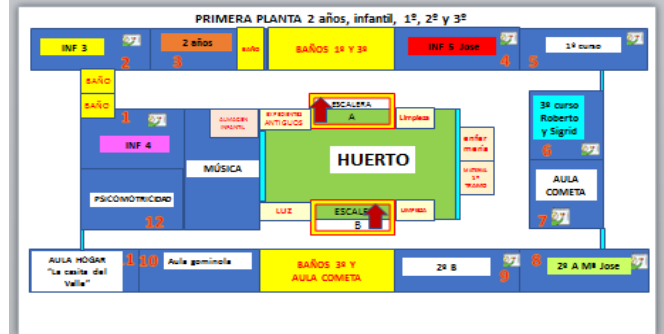 PRIMERA PLANTA 2 años, infantil, 1º, 2º y 3º
INF 3
2
2 años
3
BAÑO
BAÑOS 1º Y 3º
INF 5 Jose
4
5
1º curso
BAÑO
BAÑO
1
INF 4
ALMACEN
INFANTIL
EXPEDIENTES
ANTIGUOS
ESCALERA
A
Limpieza
3º curso
Roberto
y Sigrid
6
enfer
meria
MATERIAL
1º
TRAMO
MÚSICA
HUERTO
PSICOMOTRICIDAD
12
AULA
COMETA
7
LUZ
ESCALE
B
LIMPIEZA
AULA HOGAR
"La casita del
Valle"
1
10
Aula gominola
BAÑOS 3º Y
AULA COMETA
2º B
9
8
2º A Mª Jose